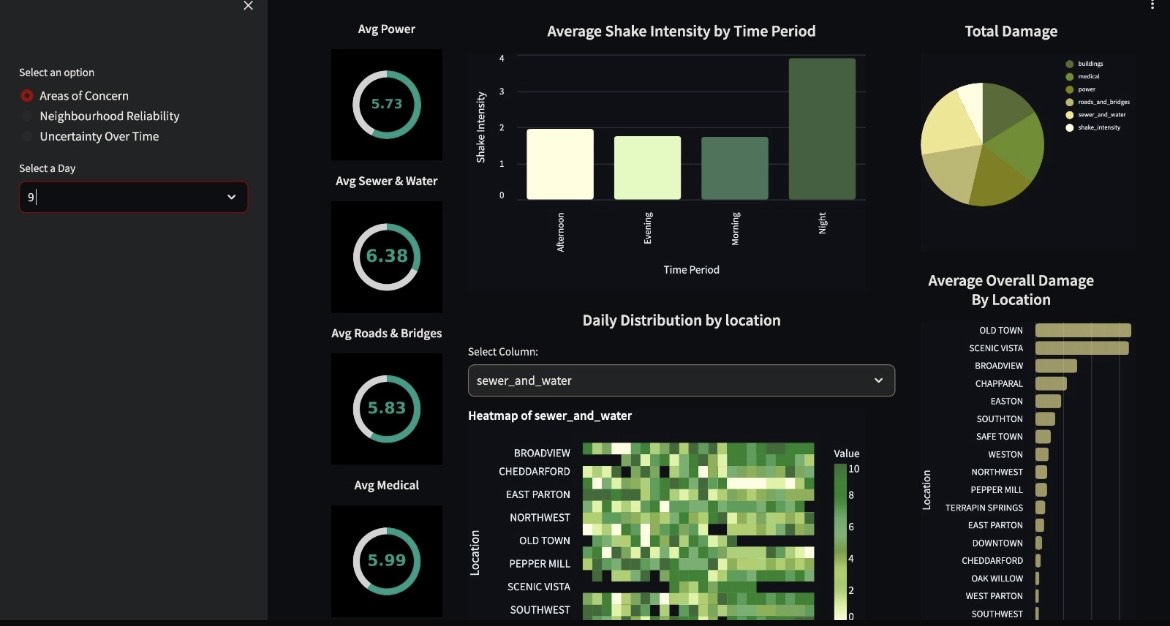 Select an option
Areas of Concern
Neighbourhood Reliability
Uncertainty Over Time
Select a Day
9
Avg Power
5.73
Avg Sewer & Water
6.38
Avg Roads & Bridges
5.83
Avg Medical
5.99
Average Shake Intensity by Time Period
Shake Intensity
4
3
2
1
0
Afternoon
Evening
Morning
Night
Time Period
Daily Distribution by location
Select Column:
sewer_and_water
Heatmap of sewer_and_water
Location
BROADVIEW
CHEDDARFORD
EAST PARTON
NORTHWEST
OLD TOWN
PEPPER MILL
SCENIC VISTA
SOUTHWEST
Value
10
8
6
4
2
0
Total Damage
buildings
medical
power
roads_and_bridges
sewer_and_water
shake_intensity
Average Overall Damage
By Location
Location
OLD TOWN
SCENIC VISTA
BROADVIEW
CHAPPARAL
EASTON
SOUTHTON
SAFE TOWN
WESTON
NORTHWEST
PEPPER MILL
TERRAPIN SPRINGS
EAST PARTON
DOWNTOWN
CHEDDARFORD
OAK WILLOW
WEST PARTON
SOUTHWEST